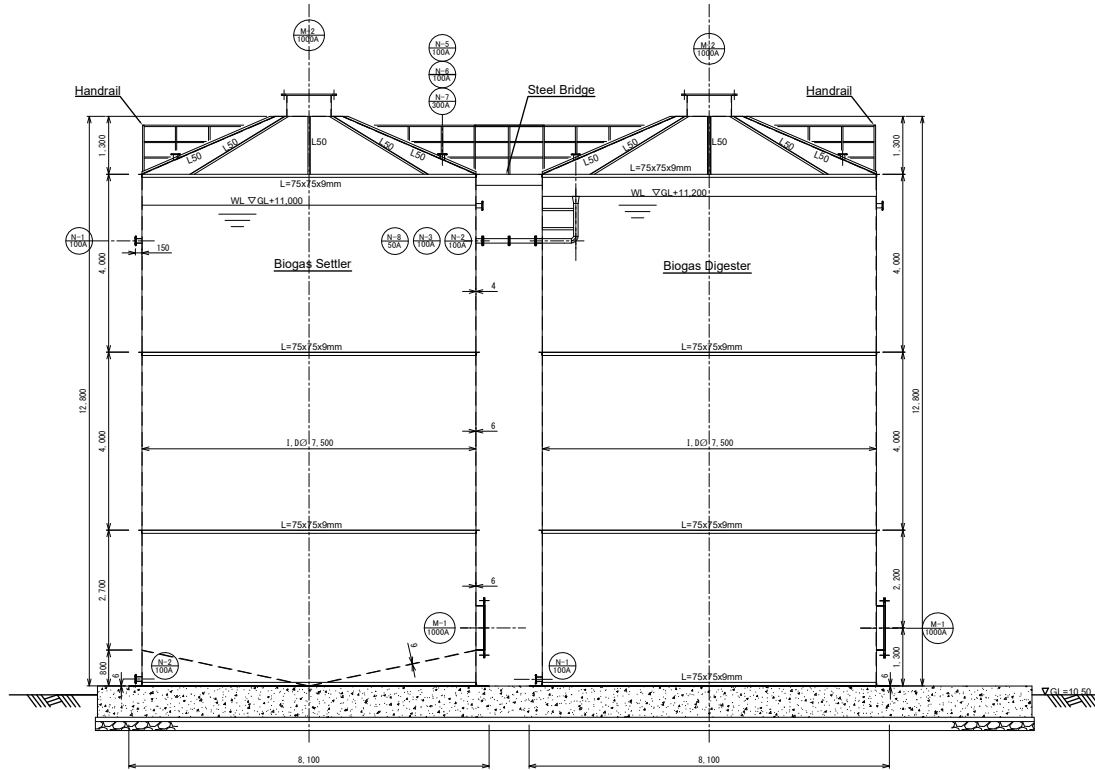 M-2
1000A
M-2
1000A
N-5
100A
N-6
100A
N-7
300A
Handrail
Steel Bridge
Handrail
1,300
L50
L50
L50
L50
L50
L50
L50
L50
L50
L50
1,300
L=75x75x9mm
L=75x75x9mm
WL ▽GL+11,000
WL ▽GL+11,200
N-1
100A
150
N-8
50A
N-3
100A
N-2
100A
Biogas Settler
Biogas Digester
4,000
4
4,000
L=75x75x9mm
L=75x75x9mm
12,800
12,800
4,000
6
4,000
I.DØ 7,500
I.DØ 7,500
L=75x75x9mm
L=75x75x9mm
2,700
6
2,200
M-1
1000A
M-1
1000A
6
N-2
100A
N-1
100A
800
6
L=75x75x9mm
1,300
6
▽GL=10.50
8,100
8,100